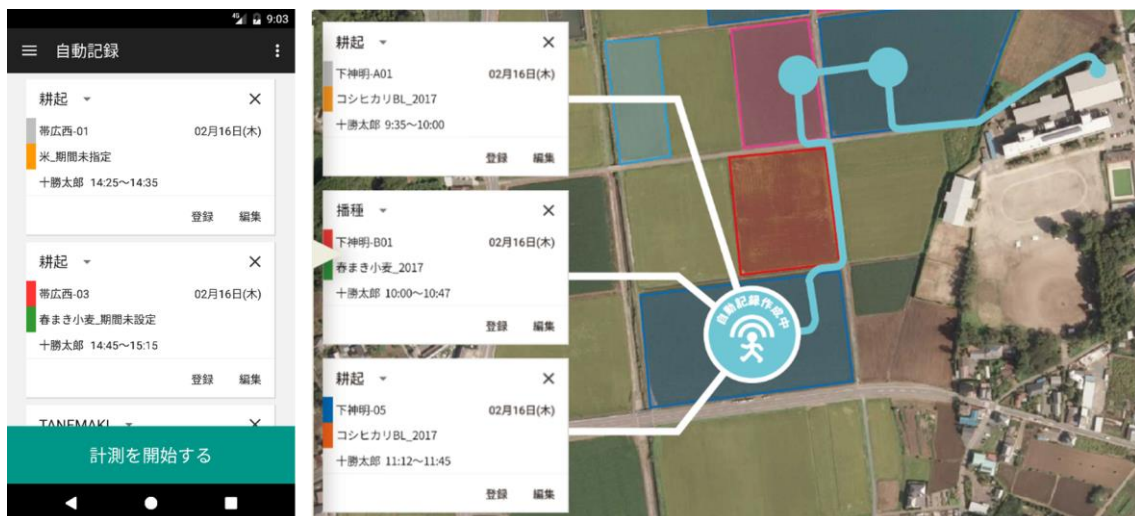 4G 9:03
自動記録
耕起
帯広西-01 02月16日(木)
米_期間未指定
十勝太郎 14:25～14:35
登録 編集
耕起
帯広西-03 02月16日(木)
春まき小麦_期間未設定
十勝太郎 14:45～15:15
登録 編集
TANEMAKI
計測を開始する
耕起
下神明-A01 02月16日(木)
コシヒカリBL_2017
十勝太郎 9:35～10:00
登録 編集
播種
下神明-B01 02月16日(木)
春まき小麦_2017
十勝太郎 10:00～10:47
登録 編集
耕起
下神明-05 02月16日(木)
コシヒカリBL_2017
十勝太郎 11:12～11:45
登録 編集
自動記録作成中